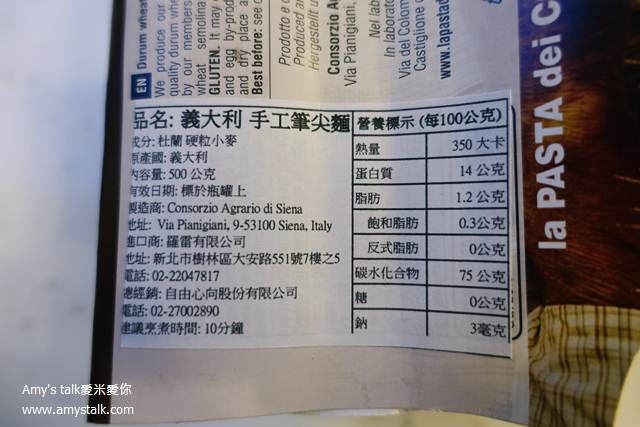 EN
Durum wheat
We produce our
quality durum whea
by our members
wheat semolina
GLUTEN. It may
and egg by-prod
and dry place a
Best before: see
Prodotto e c
Produced an
Hergestellt u
Consorzio A
Via Pianigiani,
Nel lab
In laborato
Via del Colom
Castiglione d
www.lapasta
la PASTA dei C
品名: 義大利 手工筆尖麵
成分: 杜蘭 硬粒小麥
原產國: 義大利
內容量: 500 公克
有效日期: 標於瓶罐上
製造商: Consorzio Agrario di Siena
地址: Via Pianigiani, 9-53100 Siena, Italy
進口商: 羅雷有限公司
地址: 新北市樹林區大安路551號7樓之5
電話: 02-22047817
總經銷: 自由心向股份有限公司
電話: 02-27002890
建議烹煮時間: 10分鐘
營養標示 (每100公克)
熱量 350 大卡
蛋白質 14 公克
脂肪 1.2 公克
飽和脂肪 0.3公克
反式脂肪 0公克
碳水化合物 75 公克
糖 0公克
鈉 3毫克
Amy's talk愛米愛你
www.amystalk.com